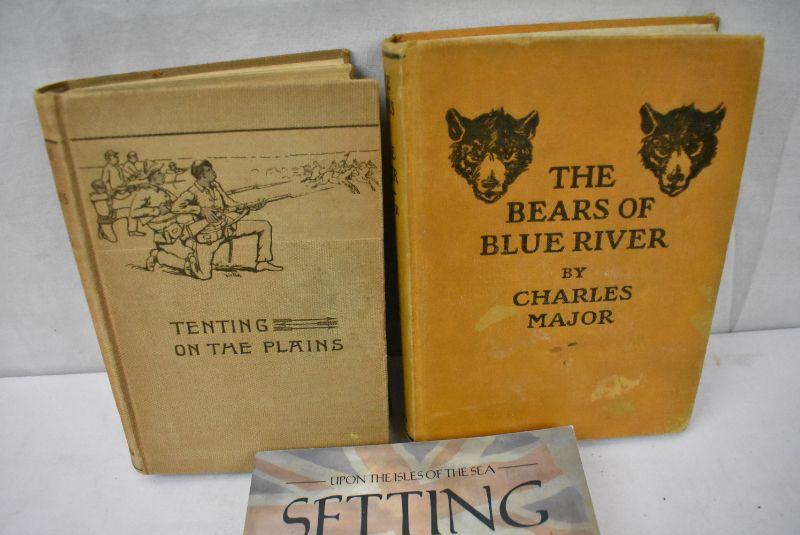 TENTING
ON THE PLAINS
THE
BEARS OF
BLUE RIVER
BY
CHARLES
MAJOR
UPON THE ISLES OF THE SEA
SETTING